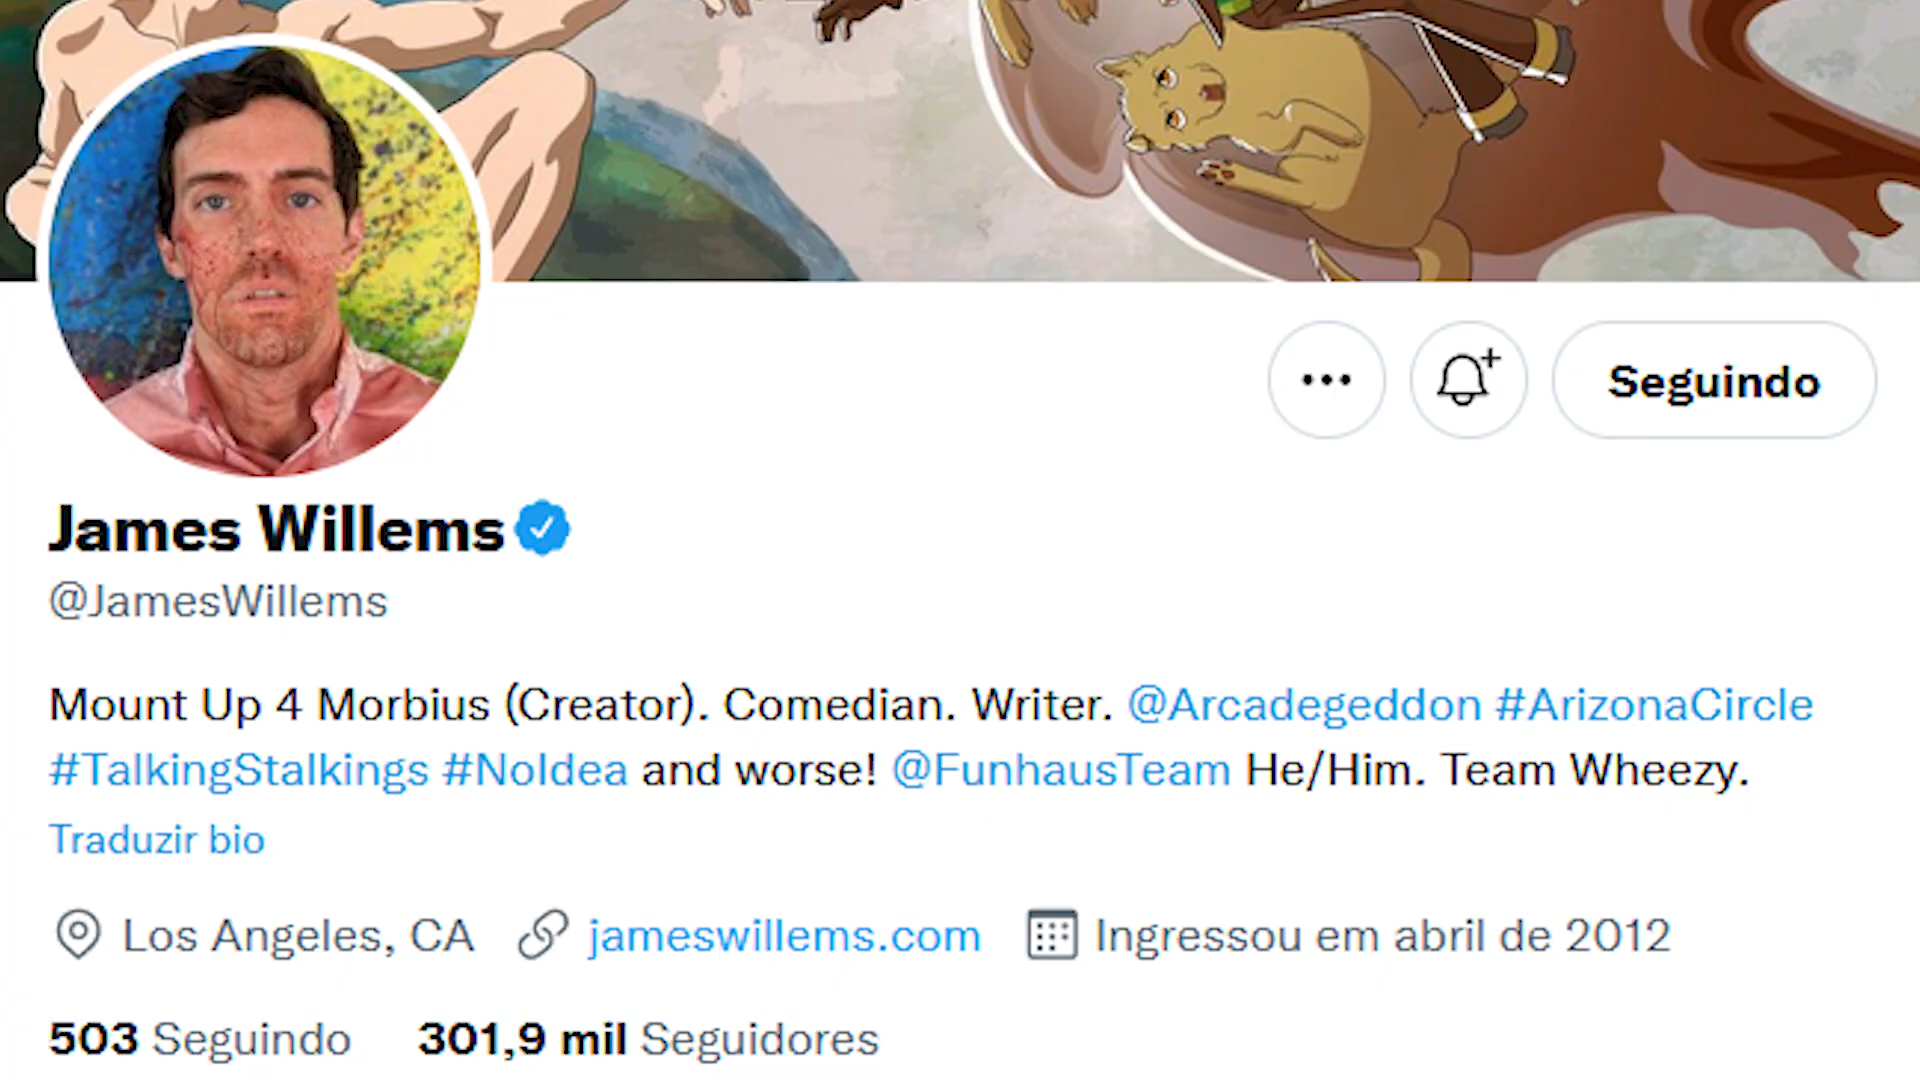 Seguindo
James Willems
@JamesWillems
Mount Up 4 Morbius (Creator). Comedian. Writer. @Arcadegeddon #ArizonaCircle
#TalkingStalkings #NoIdea and worse! @FunhausTeam He/Him. Team Wheezy.
Traduzir bio
Los Angeles, CA jameswillems.com Ingressou em abril de 2012
503 Seguindo 301,9 mil Seguidores